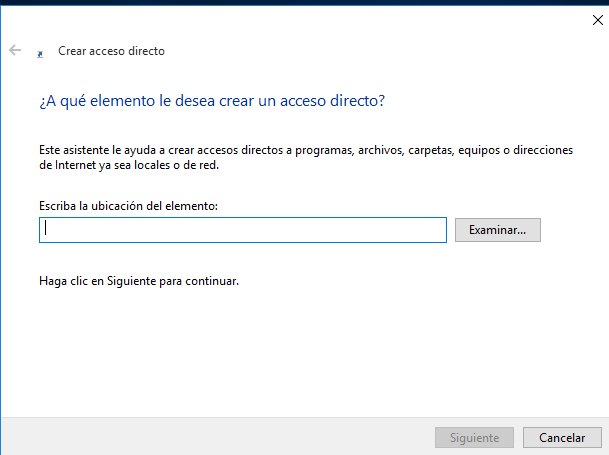 Crear acceso directo
¿A qué elemento le desea crear un acceso directo?
Este asistente le ayuda a crear accesos directos a programas, archivos, carpetas, equipos o direcciones
de Internet ya sea locales o de red.
Escriba la ubicación del elemento:
Examinar...
Haga clic en Siguiente para continuar.
Siguiente
Cancelar